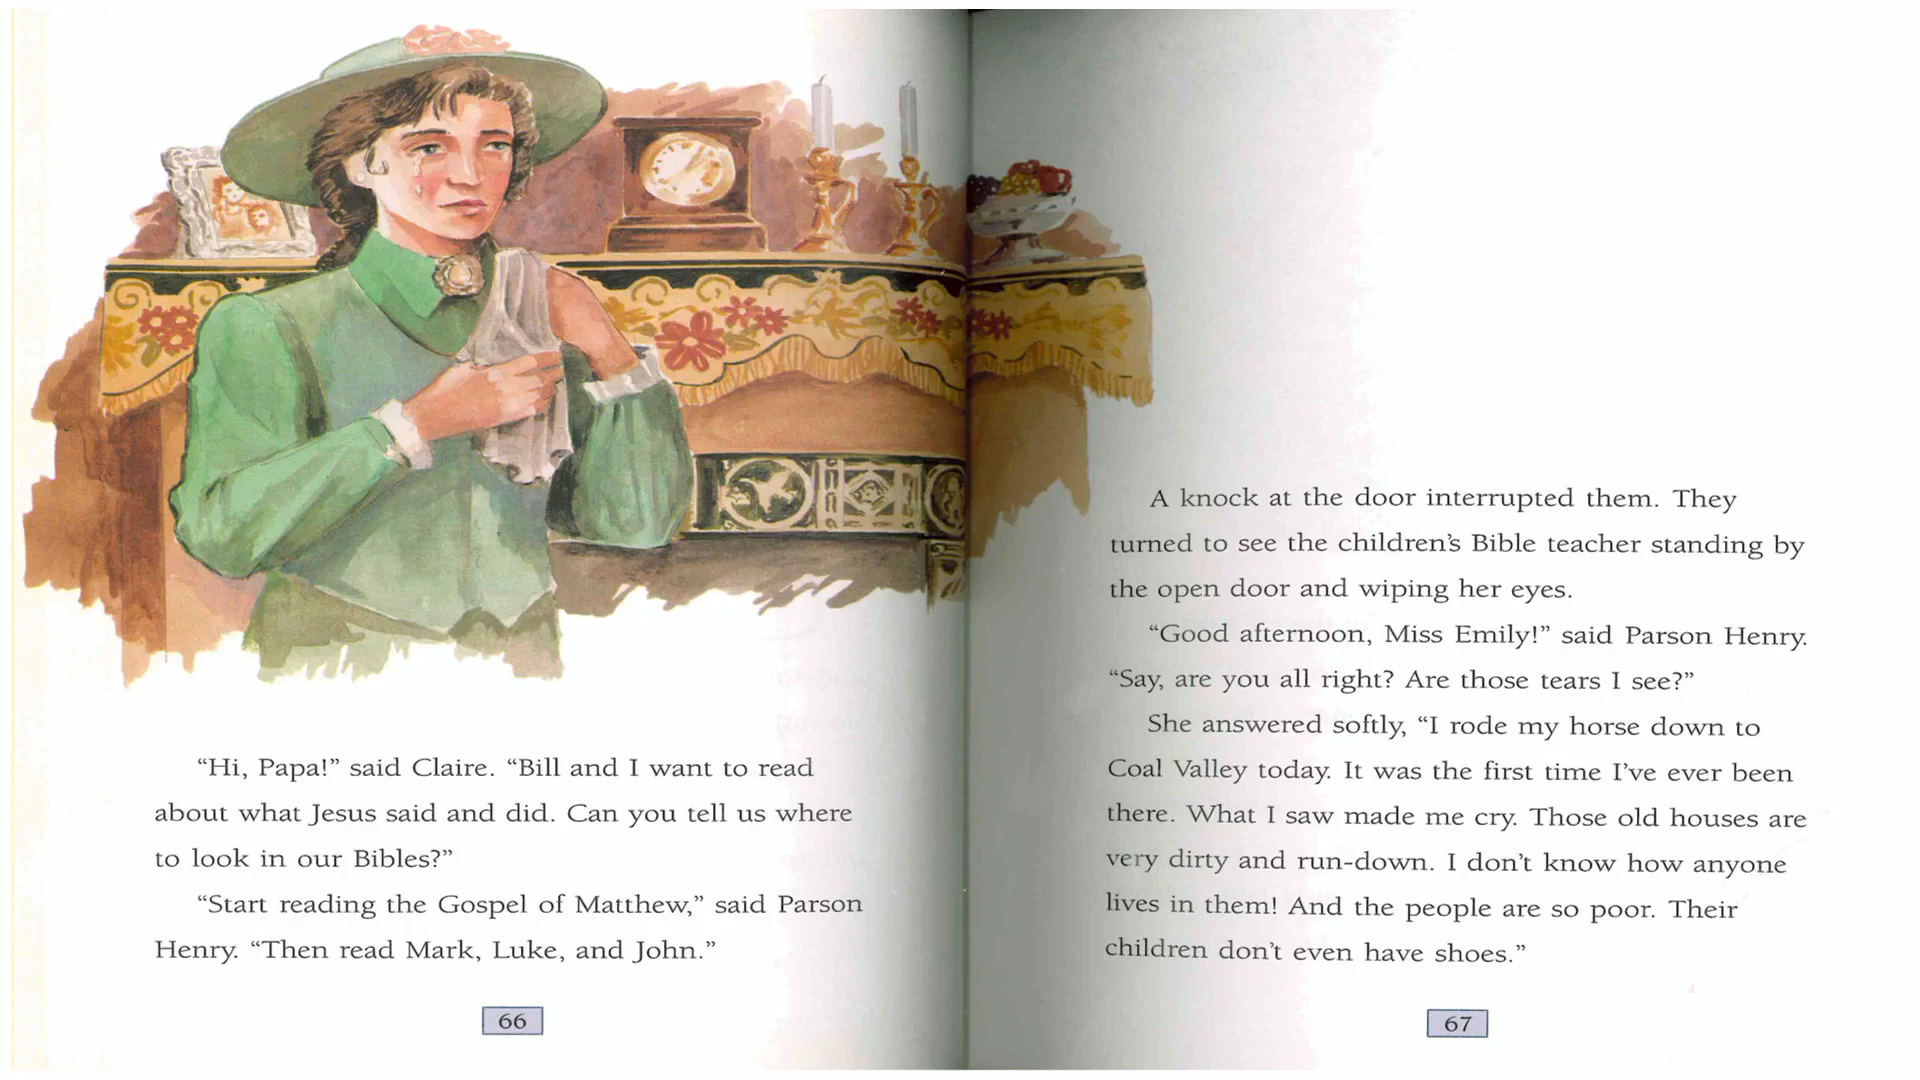 “Hi, Papa!” said Claire. “Bill and I want to read
about what Jesus said and did. Can you tell us where
to look in our Bibles?”
“Start reading the Gospel of Matthew,” said Parson
Henry. “Then read Mark, Luke, and John.”
66
A knock at the door interrupted them. They
turned to see the children’s Bible teacher standing by
the open door and wiping her eyes.
“Good afternoon, Miss Emily!” said Parson Henry.
“Say, are you all right? Are those tears I see?”
She answered softly, “I rode my horse down to
Coal Valley today. It was the first time I’ve ever been
there. What I saw made me cry. Those old houses are
very dirty and run-down. I don’t know how anyone
lives in them! And the people are so poor. Their
children don’t even have shoes.”
67